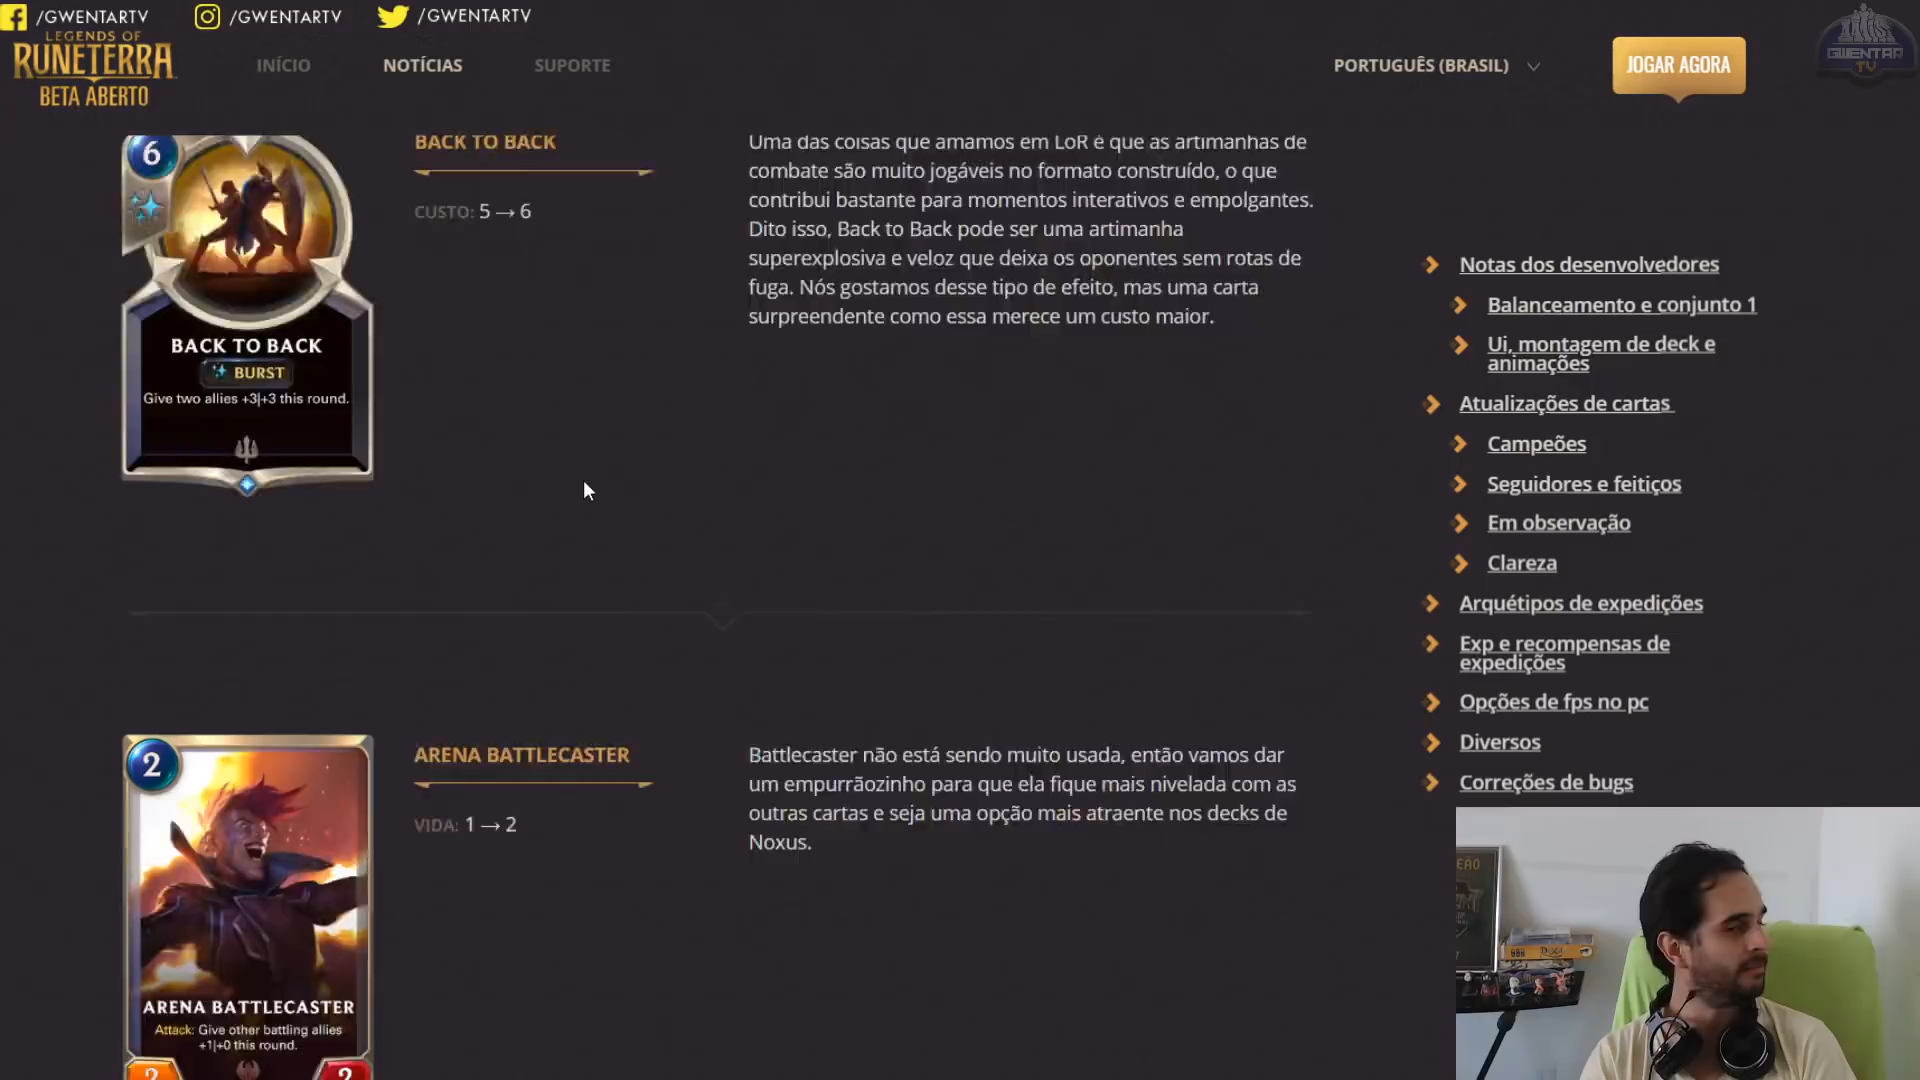 /GWENTARTV
/GWENTARTV
/GWENTARTV
LEGENDS OF
RUNETERRA
BETA ABERTO
INÍCIO
NOTÍCIAS
SUPORTE
PORTUGUÊS (BRASIL)
JOGAR AGORA
GWENTAR
TV
6
BACK TO BACK
BURST
Give two allies +3|+3 this round.
BACK TO BACK
CUSTO: 5 → 6
Uma das coisas que amamos em LoR é que as artimanhas de
combate são muito jogáveis no formato construído, o que
contribui bastante para momentos interativos e empolgantes.
Dito isso, Back to Back pode ser uma artimanha
superexplosiva e veloz que deixa os oponentes sem rotas de
fuga. Nós gostamos desse tipo de efeito, mas uma carta
surpreendente como essa merece um custo maior.
2
ARENA BATTLECASTER
Attack: Give other battling allies
+1|+0 this round.
2
2
ARENA BATTLECASTER
VIDA: 1 → 2
Battlecaster não está sendo muito usada, então vamos dar
um empurrãozinho para que ela fique mais nivelada com as
outras cartas e seja uma opção mais atraente nos decks de
Noxus.
Notas dos desenvolvedores
Balanceamento e conjunto 1
Ui, montagem de deck e
animações
Atualizações de cartas
Campeões
Seguidores e feitiços
Em observação
Clareza
Arquétipos de expedições
Exp e recompensas de
expedições
Opções de fps no pc
Diversos
Correções de bugs